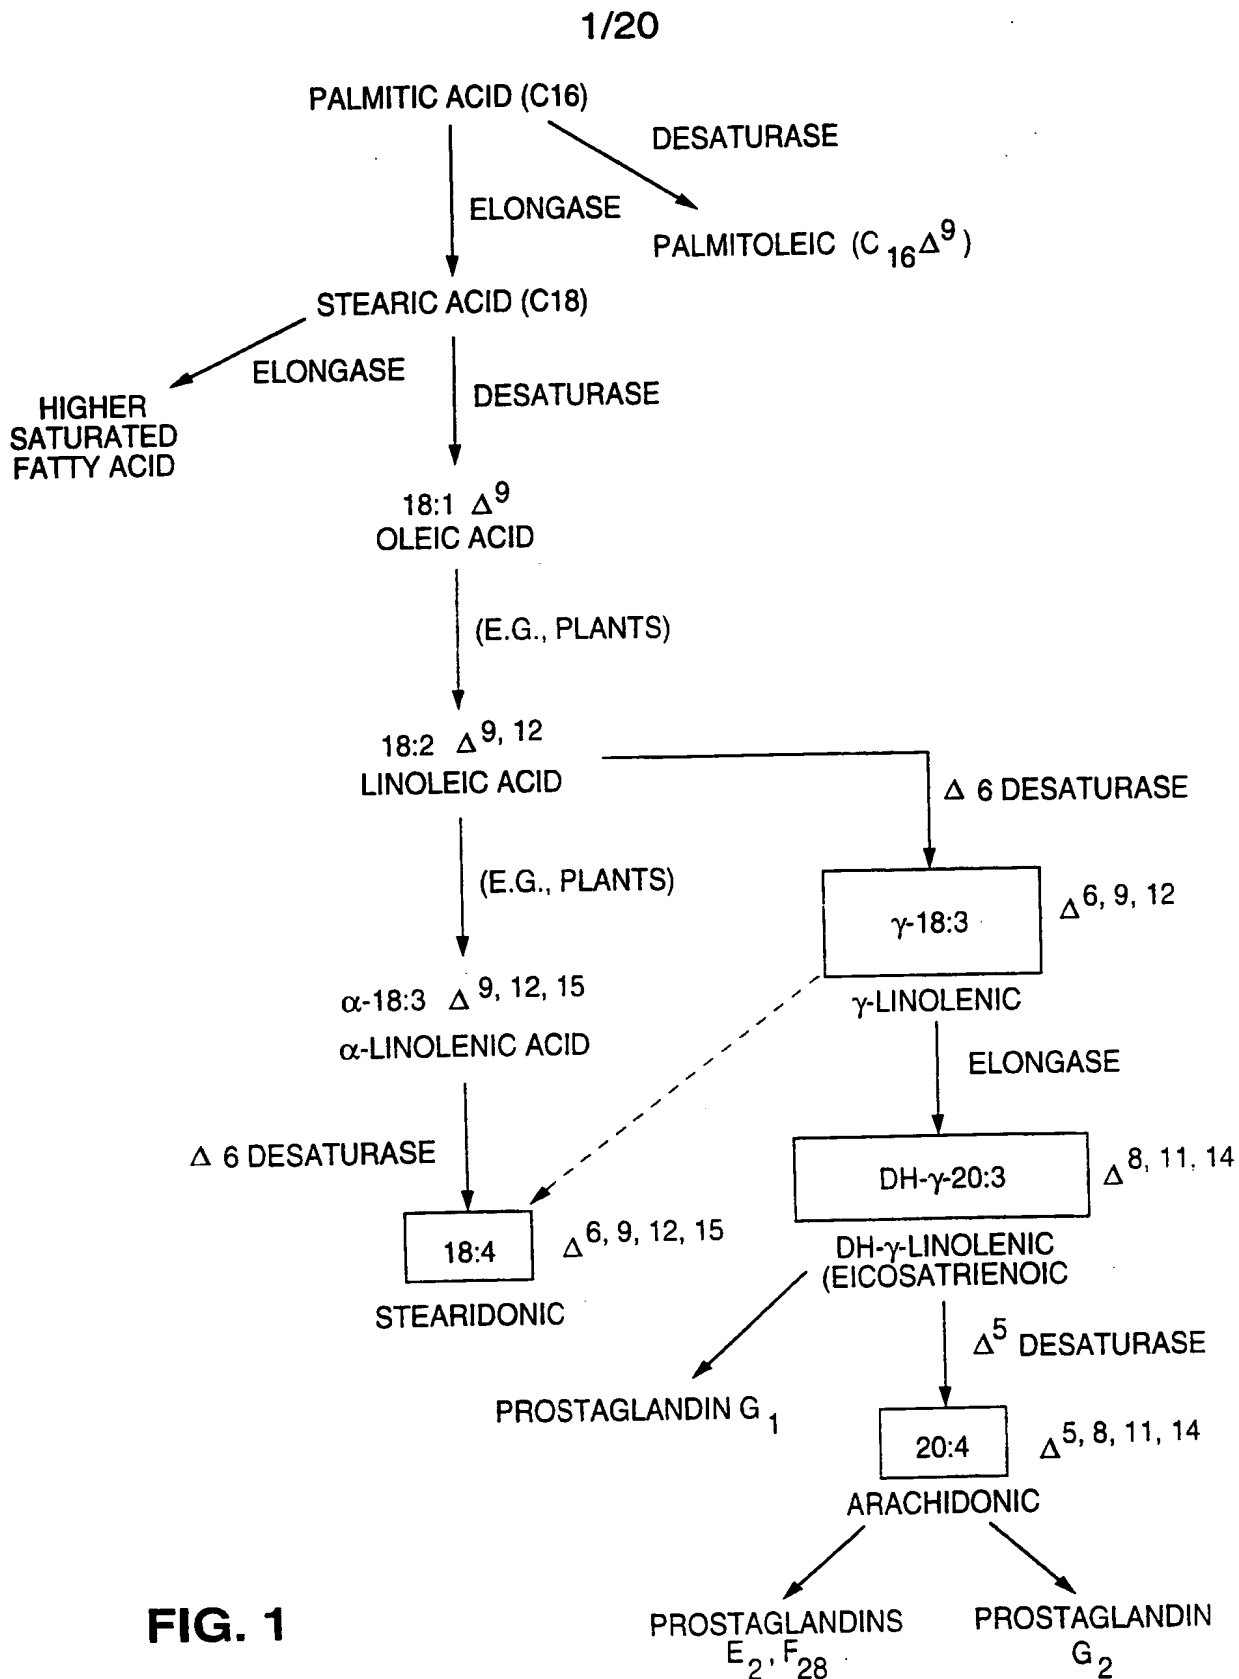 1/20
PALMITIC ACID (C16)
DESATURASE
ELONGASE
PALMITOLEIC (C₁₆Δ⁹)
STEARIC ACID (C18)
ELONGASE
DESATURASE
HIGHER
SATURATED
FATTY ACID
18:1 Δ⁹
OLEIC ACID
(E.G., PLANTS)
18:2 Δ⁹, ¹²
LINOLEIC ACID
Δ 6 DESATURASE
(E.G., PLANTS)
γ-18:3 Δ⁶, ⁹, ¹²
α-18:3 Δ⁹, ¹², ¹⁵
γ-LINOLENIC
α-LINOLENIC ACID
ELONGASE
Δ 6 DESATURASE
DH-γ-20:3 Δ⁸, ¹¹, ¹⁴
18:4 Δ⁶, ⁹, ¹², ¹⁵
DH-γ-LINOLENIC
(EICOSATRIENOIC
STEARIDONIC
Δ⁵ DESATURASE
PROSTAGLANDIN G₁
20:4 Δ⁵, ⁸, ¹¹, ¹⁴
ARACHIDONIC
FIG. 1
PROSTAGLANDINS
E₂, F₂₈
PROSTAGLANDIN
G₂